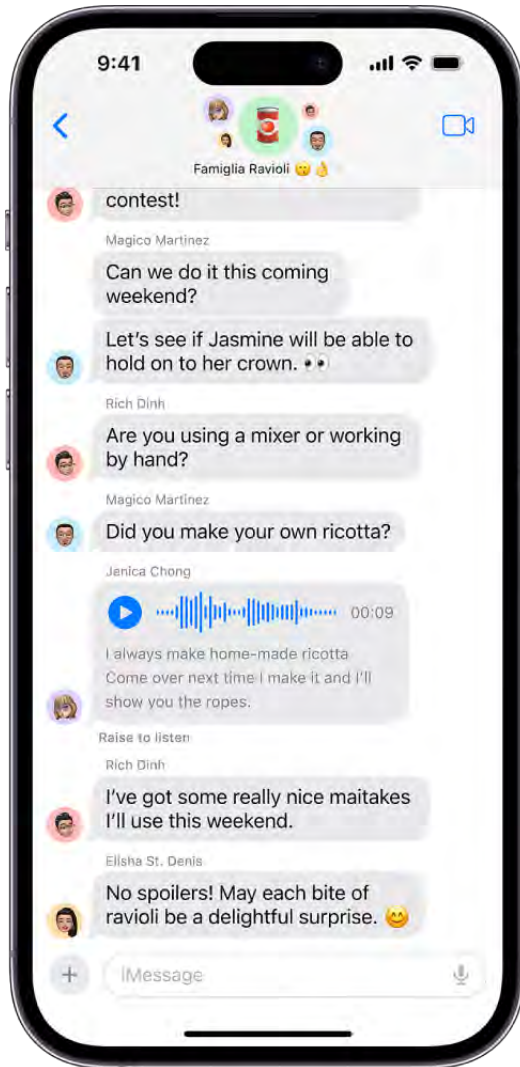 9:41
Famiglia Ravioli 😙👌
contest!
Magico Martinez
Can we do it this coming
weekend?
Let's see if Jasmine will be able to
hold on to her crown. 👀
Rich Dinh
Are you using a mixer or working
by hand?
Magico Martinez
Did you make your own ricotta?
Jenica Chong
00:09
I always make home-made ricotta
Come over next time I make it and I'll
show you the ropes.
Raise to listen
Rich Dinh
I've got some really nice maitakes
I'll use this weekend.
Elisha St. Denis
No spoilers! May each bite of
ravioli be a delightful surprise. 😊
iMessage